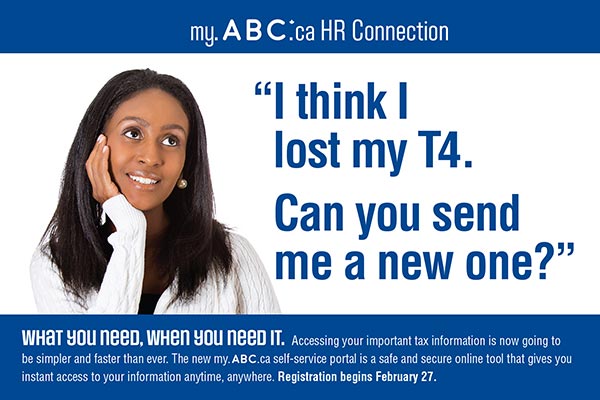 my.ABC.ca HR Connection
“I think I
lost my T4.
Can you send
me a new one?”
WHAT YOU NEED, WHEN YOU NEED IT. Accessing your important tax information is now going to
be simpler and faster than ever. The new my.ABC.ca self-service portal is a safe and secure online tool that gives you
instant access to your information anytime, anywhere. Registration begins February 27.